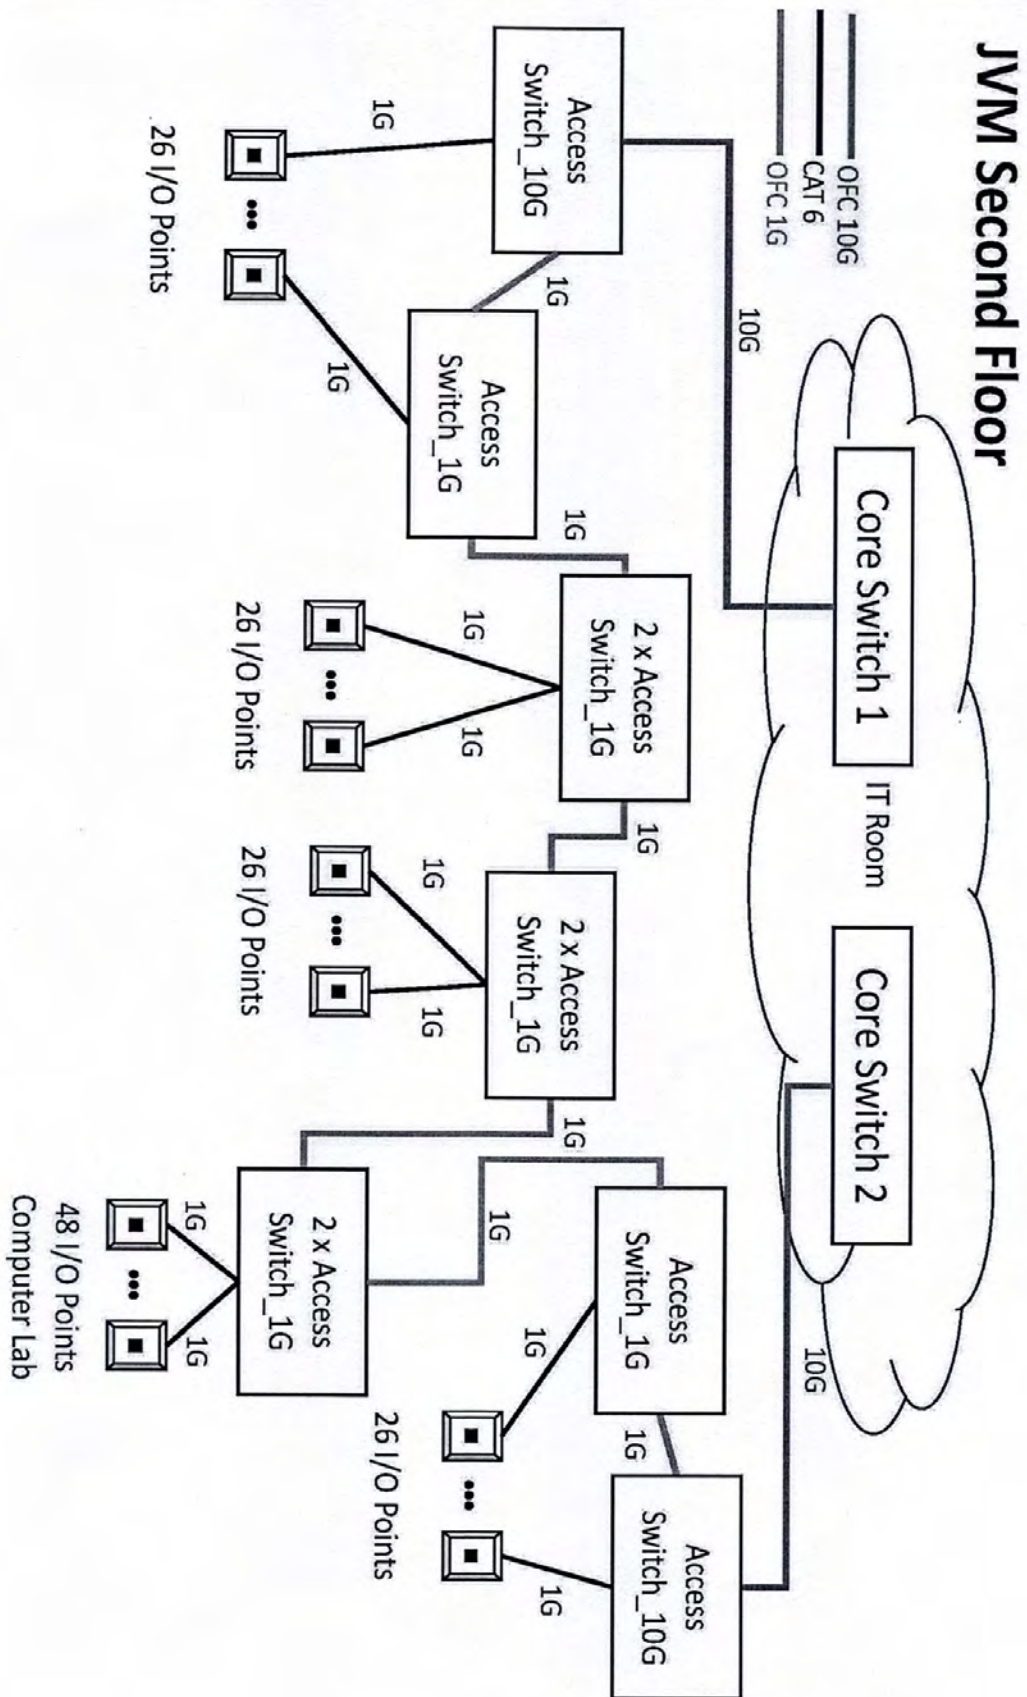 JVM Second Floor
OFC 10G
CAT 6
OFC 1G
Core Switch 1
IT Room
Core Switch 2
10G
10G
Access
Switch_10G
1G
Access
Switch_1G
1G
1G
1G
26 I/O Points
2 x Access
Switch_1G
1G
1G
1G
26 I/O Points
2 x Access
Switch_1G
1G
1G
1G
26 I/O Points
2 x Access
Switch_1G
1G
1G
1G
48 I/O Points
Computer Lab
Access
Switch_1G
1G
1G
Access
Switch_10G
1G
26 I/O Points